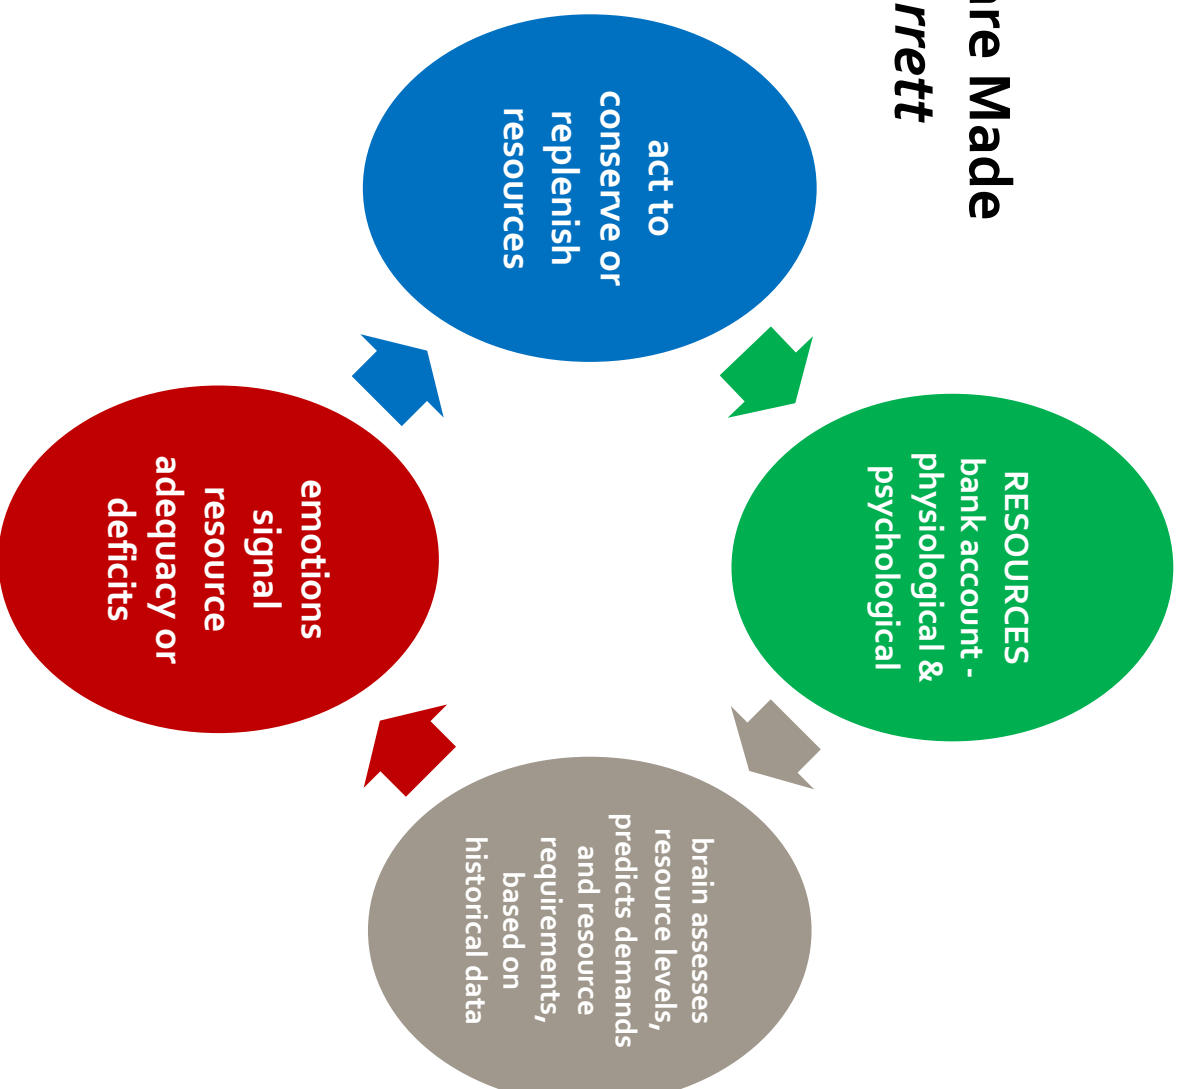 are Made
rrett
RESOURCES
bank account -
physiological &
psychological
brain assesses
resource levels,
predicts demands
and resource
requirements,
based on
historical data
emotions
signal
resource
adequacy or
deficits
act to
conserve or
replenish
resources